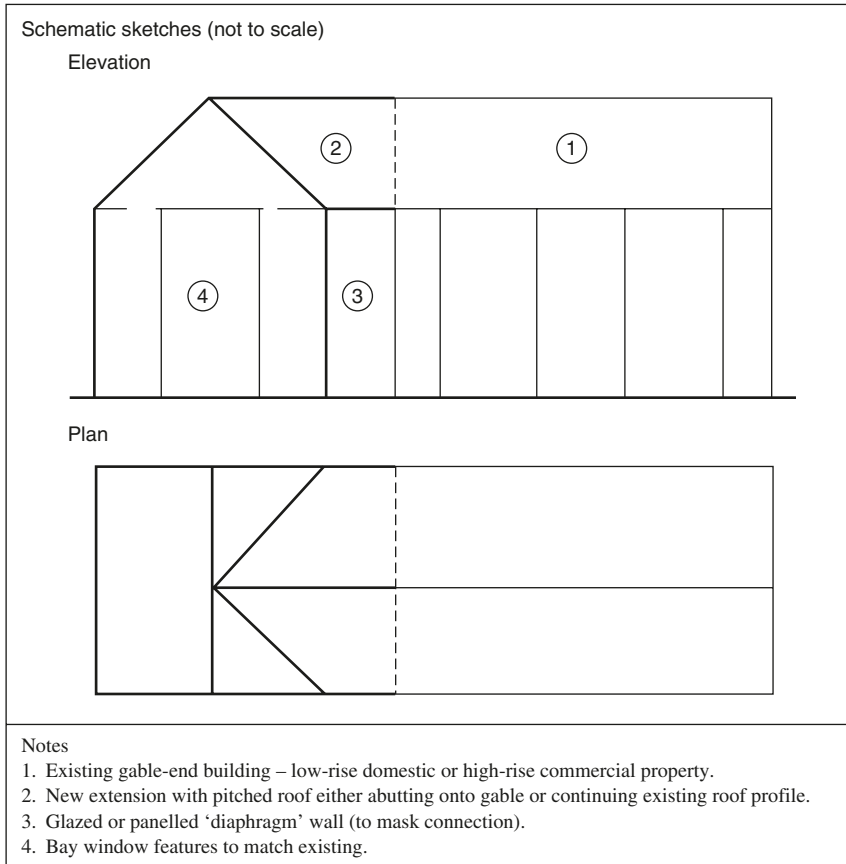 Schematic sketches (not to scale)
Elevation
2
1
4
3
Plan
Notes
1. Existing gable-end building – low-rise domestic or high-rise commercial property.
2. New extension with pitched roof either abutting onto gable or continuing existing roof profile.
3. Glazed or panelled ‘diaphragm’ wall (to mask connection).
4. Bay window features to match existing.